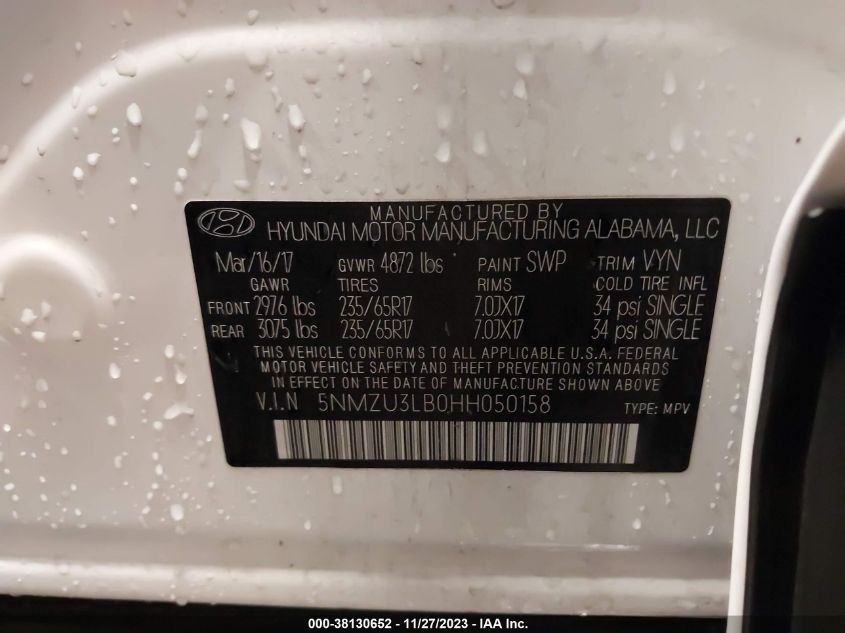 MANUFACTURED BY
HYUNDAI MOTOR MANUFACTURING ALABAMA, LLC
Mar/16/17 GVWR 4872 lbs PAINT SWP TRIM VYN
GAWR TIRES RIMS COLD TIRE INFL
FRONT 2976 lbs 235/65R17 7.0JX17 34 psi SINGLE
REAR 3075 lbs 235/65R17 7.0JX17 34 psi SINGLE
THIS VEHICLE CONFORMS TO ALL APPLICABLE U.S.A. FEDERAL
MOTOR VEHICLE SAFETY AND THEFT PREVENTION STANDARDS
IN EFFECT ON THE DATE OF MANUFACTURE SHOWN ABOVE
V.I.N 5NMZU3LB0HH050158 TYPE: MPV
000-38130652 - 11/27/2023 - IAA Inc.